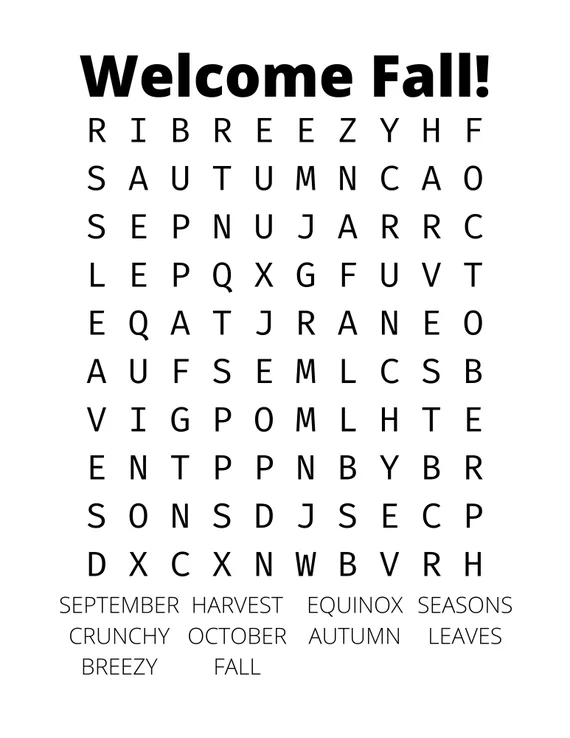 Welcome Fall!
R I B R E E Z Y H F
S A U T U M N C A O
S E P N U J A R R C
L E P Q X G F U V T
E Q A T J R A N E O
A U F S E M L C S B
V I G P O M L H T E
E N T P P N B Y B R
S O N S D J S E C P
D X C X N W B V R H
SEPTEMBER HARVEST EQUINOX SEASONS
CRUNCHY OCTOBER AUTUMN LEAVES
BREEZY FALL